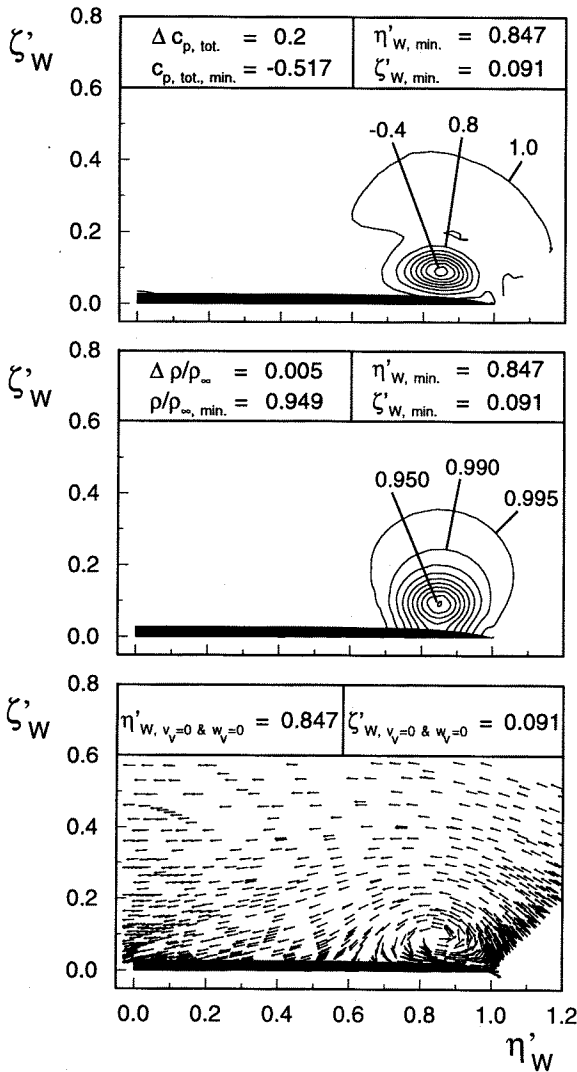 ζ'W
0.8
Δ cp, tot. = 0.2
η'W, min. = 0.847
cp, tot., min. = -0.517
ζ'W, min. = 0.091
0.6
-0.4
0.8
1.0
0.4
0.2
0.0
ζ'W
0.8
Δ ρ/ρ∞ = 0.005
η'W, min. = 0.847
ρ/ρ∞, min. = 0.949
ζ'W, min. = 0.091
0.6
0.950
0.990
0.995
0.4
0.2
0.0
ζ'W
0.8
η'W, vv=0 & wv=0 = 0.847
ζ'W, vv=0 & wv=0 = 0.091
0.6
0.4
0.2
0.0
0.0 0.2 0.4 0.6 0.8 1.0 1.2
η'W